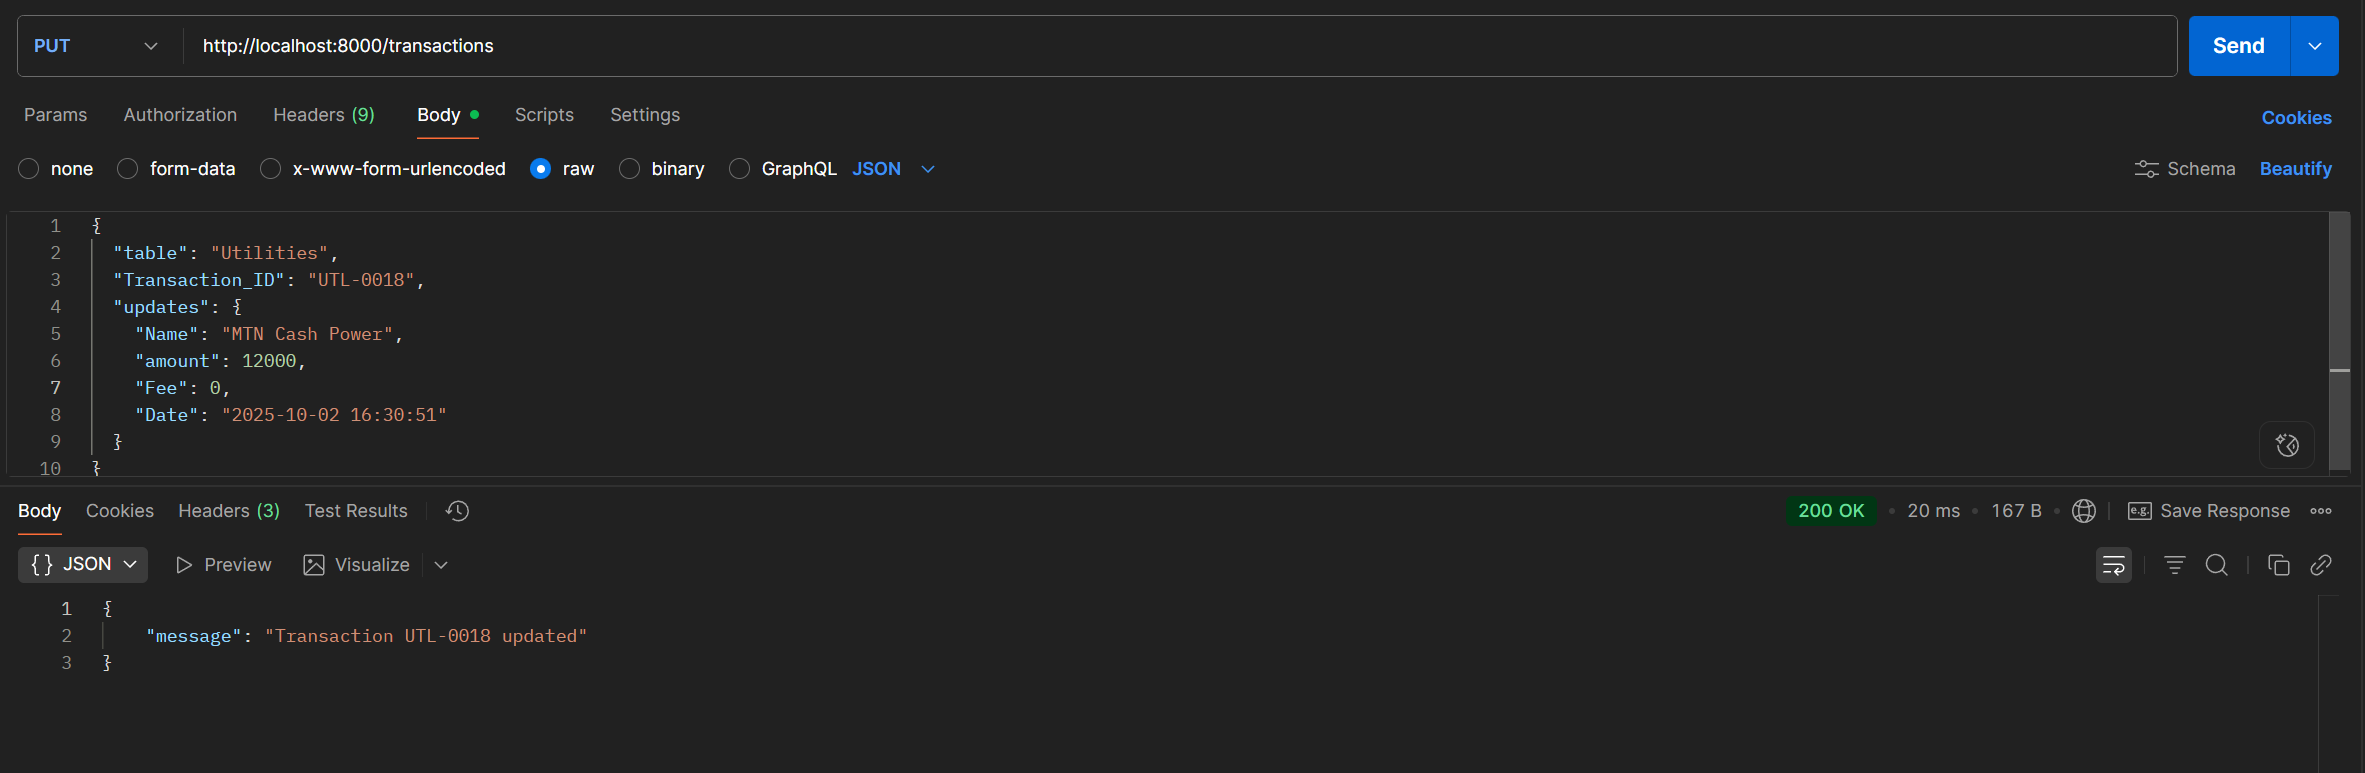 PUT http://localhost:8000/transactions Send
Params Authorization Headers (9) Body Scripts Settings Cookies
none form-data x-www-form-urlencoded raw binary GraphQL JSON Schema Beautify
1 {
2 "table": "Utilities",
3 "Transaction_ID": "UTL-0018",
4 "updates": {
5 "Name": "MTN Cash Power",
6 "amount": 12000,
7 "Fee": 0,
8 "Date": "2025-10-02 16:30:51"
9 }
10 }
Body Cookies Headers (3) Test Results 200 OK • 20 ms • 167 B • e.g. Save Response
{} JSON Preview Visualize
1 {
2 "message": "Transaction UTL-0018 updated"
3 }